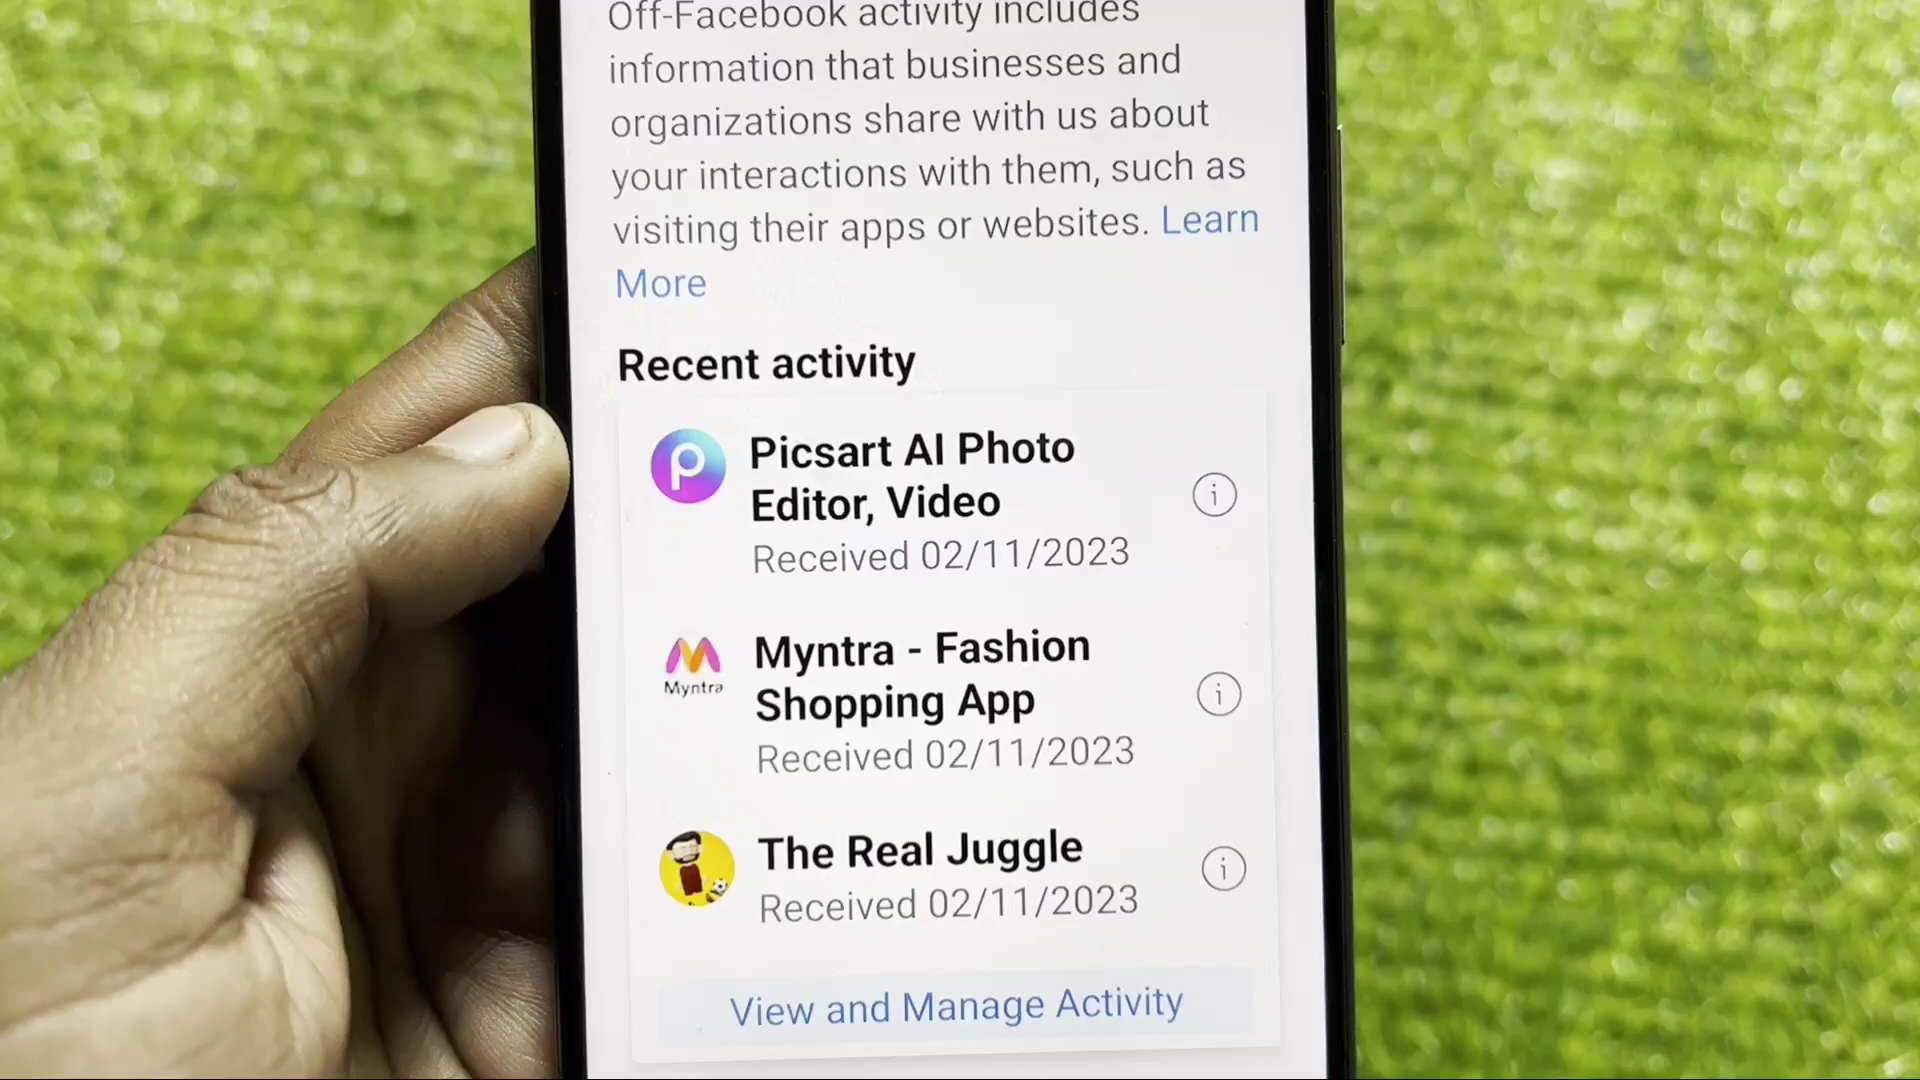 Off-Facebook activity includes
information that businesses and
organizations share with us about
your interactions with them, such as
visiting their apps or websites. Learn
More
Recent activity
Picsart AI Photo
Editor, Video
Received 02/11/2023
Myntra
Myntra - Fashion
Shopping App
Received 02/11/2023
The Real Juggle
Received 02/11/2023
View and Manage Activity